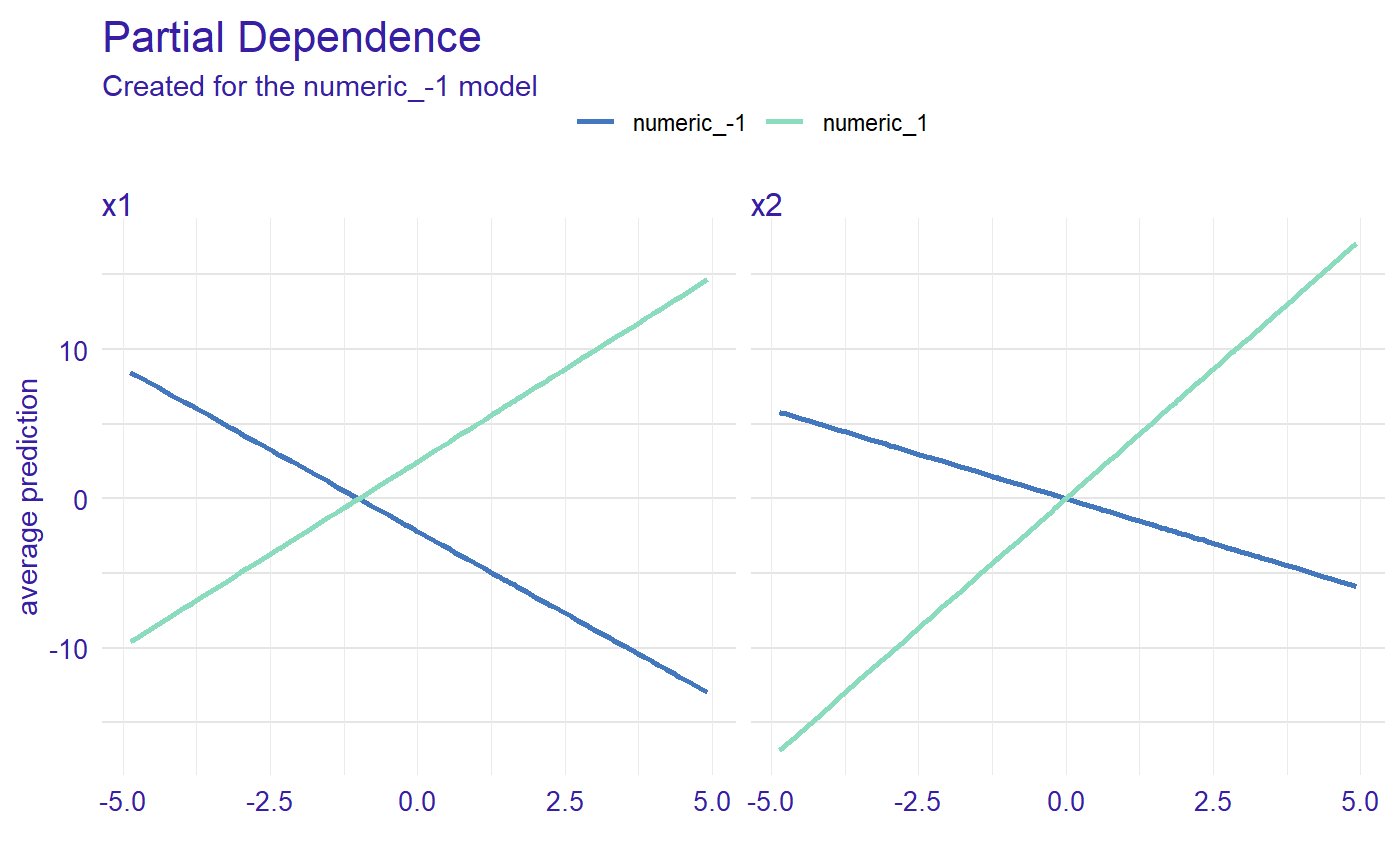 Partial Dependence
Created for the numeric_-1 model
numeric_-1 numeric_1
x1 x2
average prediction
10
0
-10
-5.0 -2.5 0.0 2.5 5.0 -5.0 -2.5 0.0 2.5 5.0